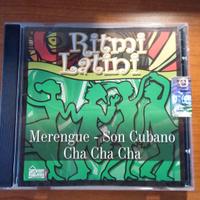 Ritmi
Latini
Merengue - Son Cubano
Cha Cha Cha